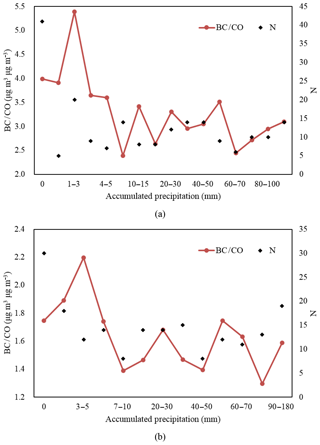 BC/CO N
5.5 45
5.0 40
4.5 35
4.0 30
25
3.5 20
3.0 15
10
2.5 5
2.0 0
BC/CO (μg m³ μg m⁻³)
N
0 1–3 4–5 10–15 20–30 40–50 60–70 80–100
Accumulated precipitation (mm)
(a)
BC/CO N
2.4 35
2.2 30
2.0 25
1.8 20
1.6 15
10
1.4 5
1.2 0
BC/CO (μg m³ μg m⁻³)
N
0 3–5 7–10 20–30 40–50 60–70 90–180
Accumulated precipitation (mm)
(b)